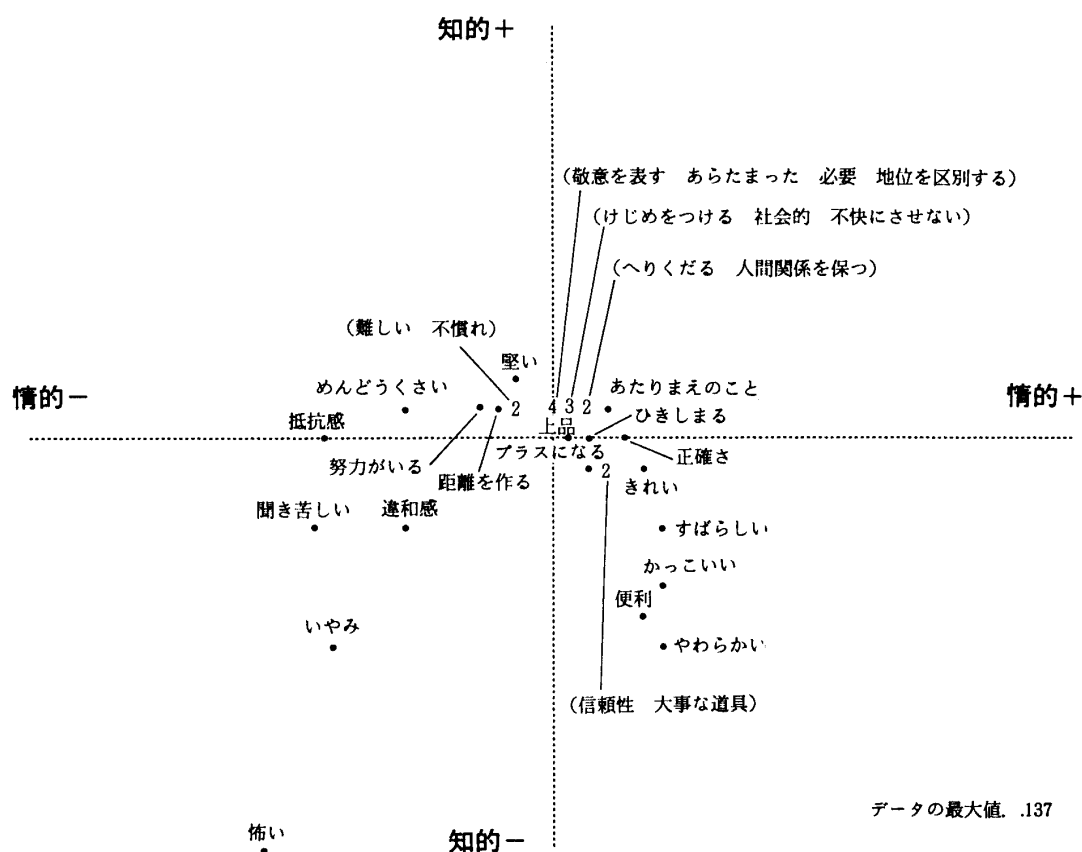 知的＋
（敬意を表す　あらたまった　必要　地位を区別する）
（けじめをつける　社会的　不快にさせない）
（へりくだる　人間関係を保つ）
（難しい　不慣れ）
堅い
めんどうくさい
あたりまえのこと
情的－
情的＋
2
4 3 2
ひきしまる
抵抗感
上品
プラスになる
正確さ
努力がいる
距離を作る
2
きれい
聞き苦しい
違和感
すばらしい
かっこいい
便利
いやみ
やわらかい
（信頼性　大事な道具）
データの最大値. .137
怖い
知的－